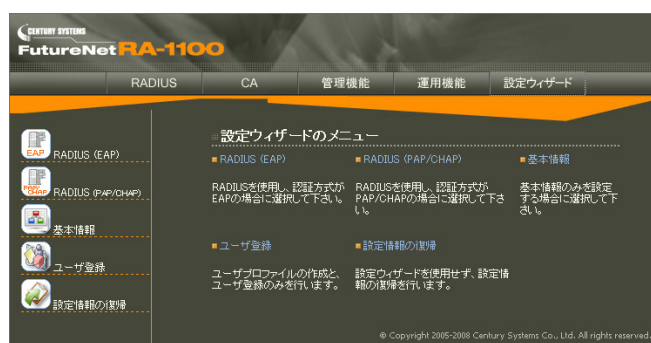 CENTURY SYSTEMS
FutureNet RA-1100
RADIUS CA 管理機能 運用機能 設定ウィザード
設定ウィザードのメニュー
EAP RADIUS (EAP)
PAP/CHAP RADIUS (PAP/CHAP)
基本情報
ユーザ登録
設定情報の復帰
RADIUS (EAP)
RADIUSを使用し、認証方式が
EAPの場合に選択して下さい。
RADIUS (PAP/CHAP)
RADIUSを使用し、認証方式が
PAP/CHAPの場合に選択して下さ
い。
基本情報
基本情報のみを設定
する場合に選択して下
さい。
ユーザ登録
ユーザプロファイルの作成と、
ユーザ登録のみを行います。
設定情報の復帰
設定ウィザードを使用せず、設定情
報の復帰を行います。
© Copyright 2005-2008 Century Systems Co., Ltd. All rights reserved.